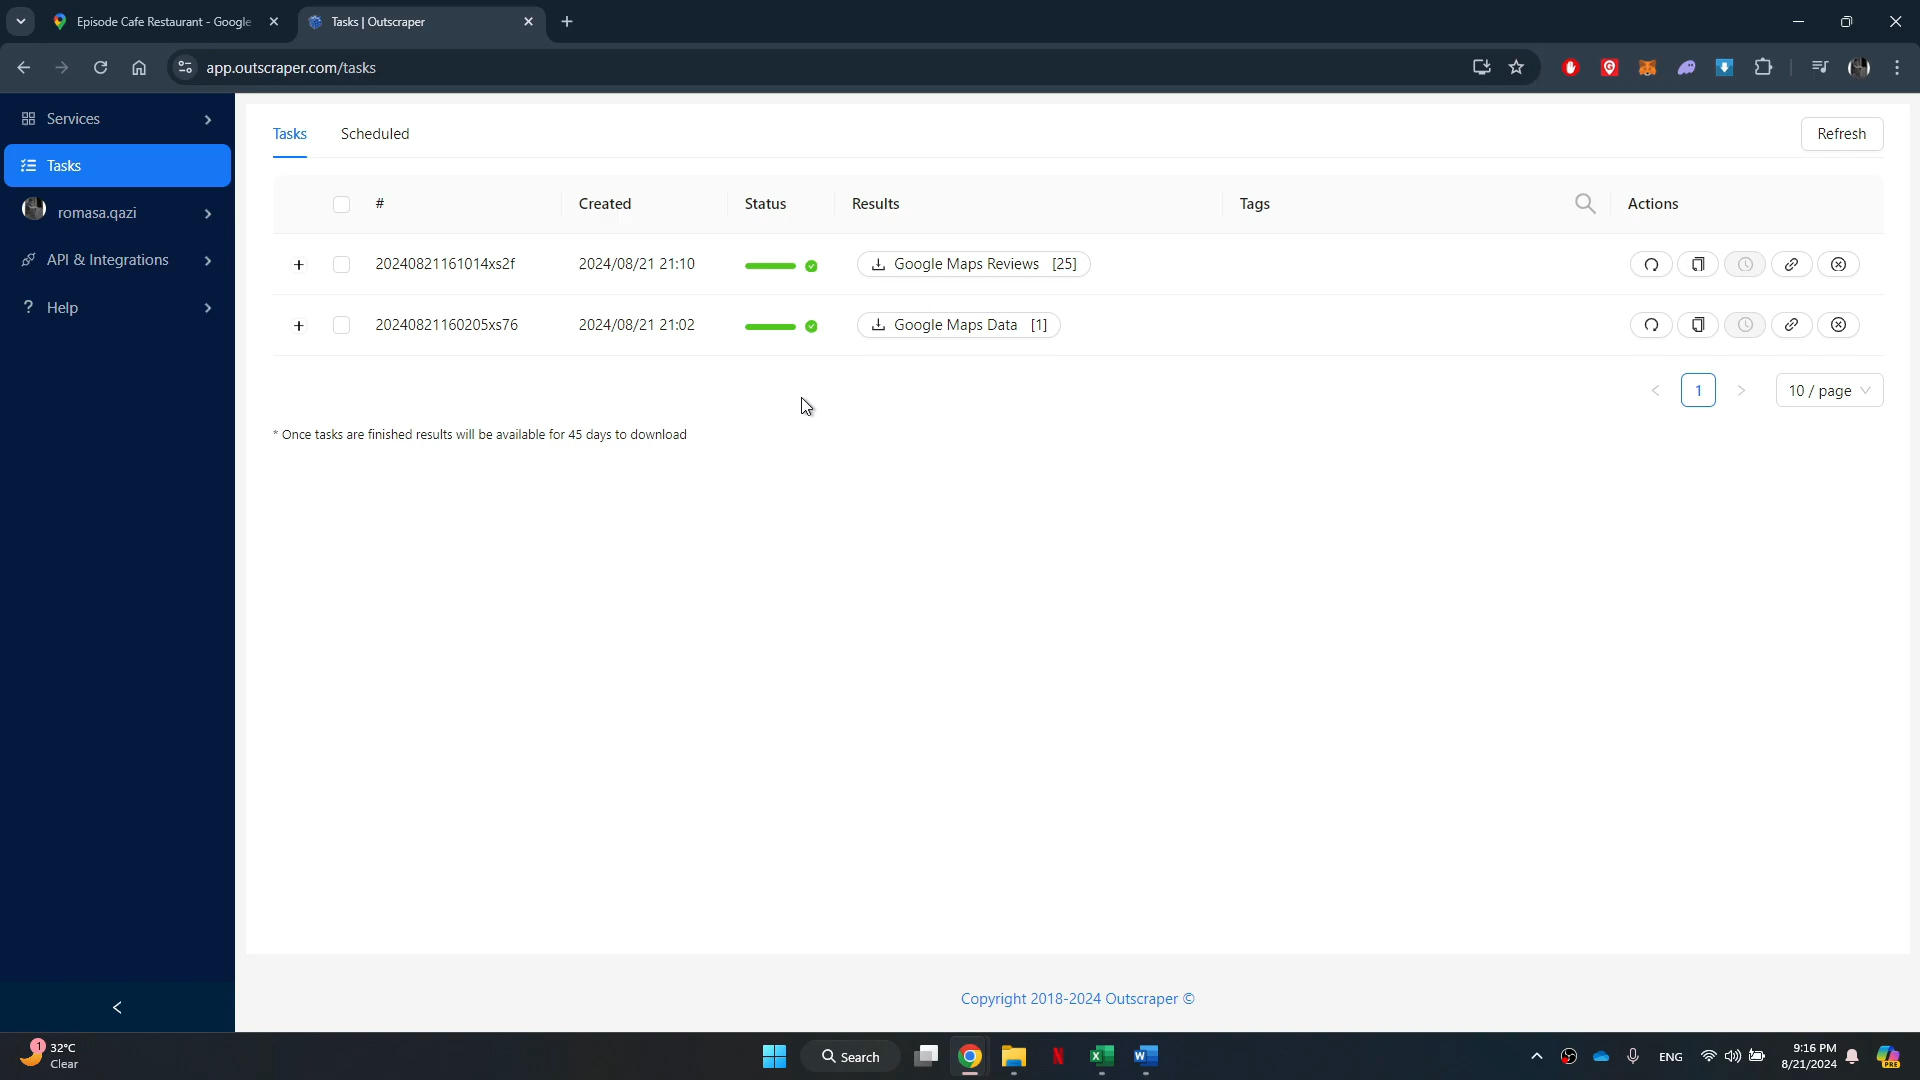 Episode Cafe Restaurant - Google
Tasks | Outscraper
app.outscraper.com/tasks
Services
Tasks
romasa.qazi
API & Integrations
? Help
Tasks
Scheduled
Refresh
# Created Status Results Tags Actions
+ 20240821161014xs2f 2024/08/21 21:10 Google Maps Reviews [25]
+ 20240821160205xs76 2024/08/21 21:02 Google Maps Data [1]
< 1 > 10 / page
* Once tasks are finished results will be available for 45 days to download
Copyright 2018-2024 Outscraper ©
1
32°C
Clear
Search
ENG
9:16 PM
8/21/2024
PRE